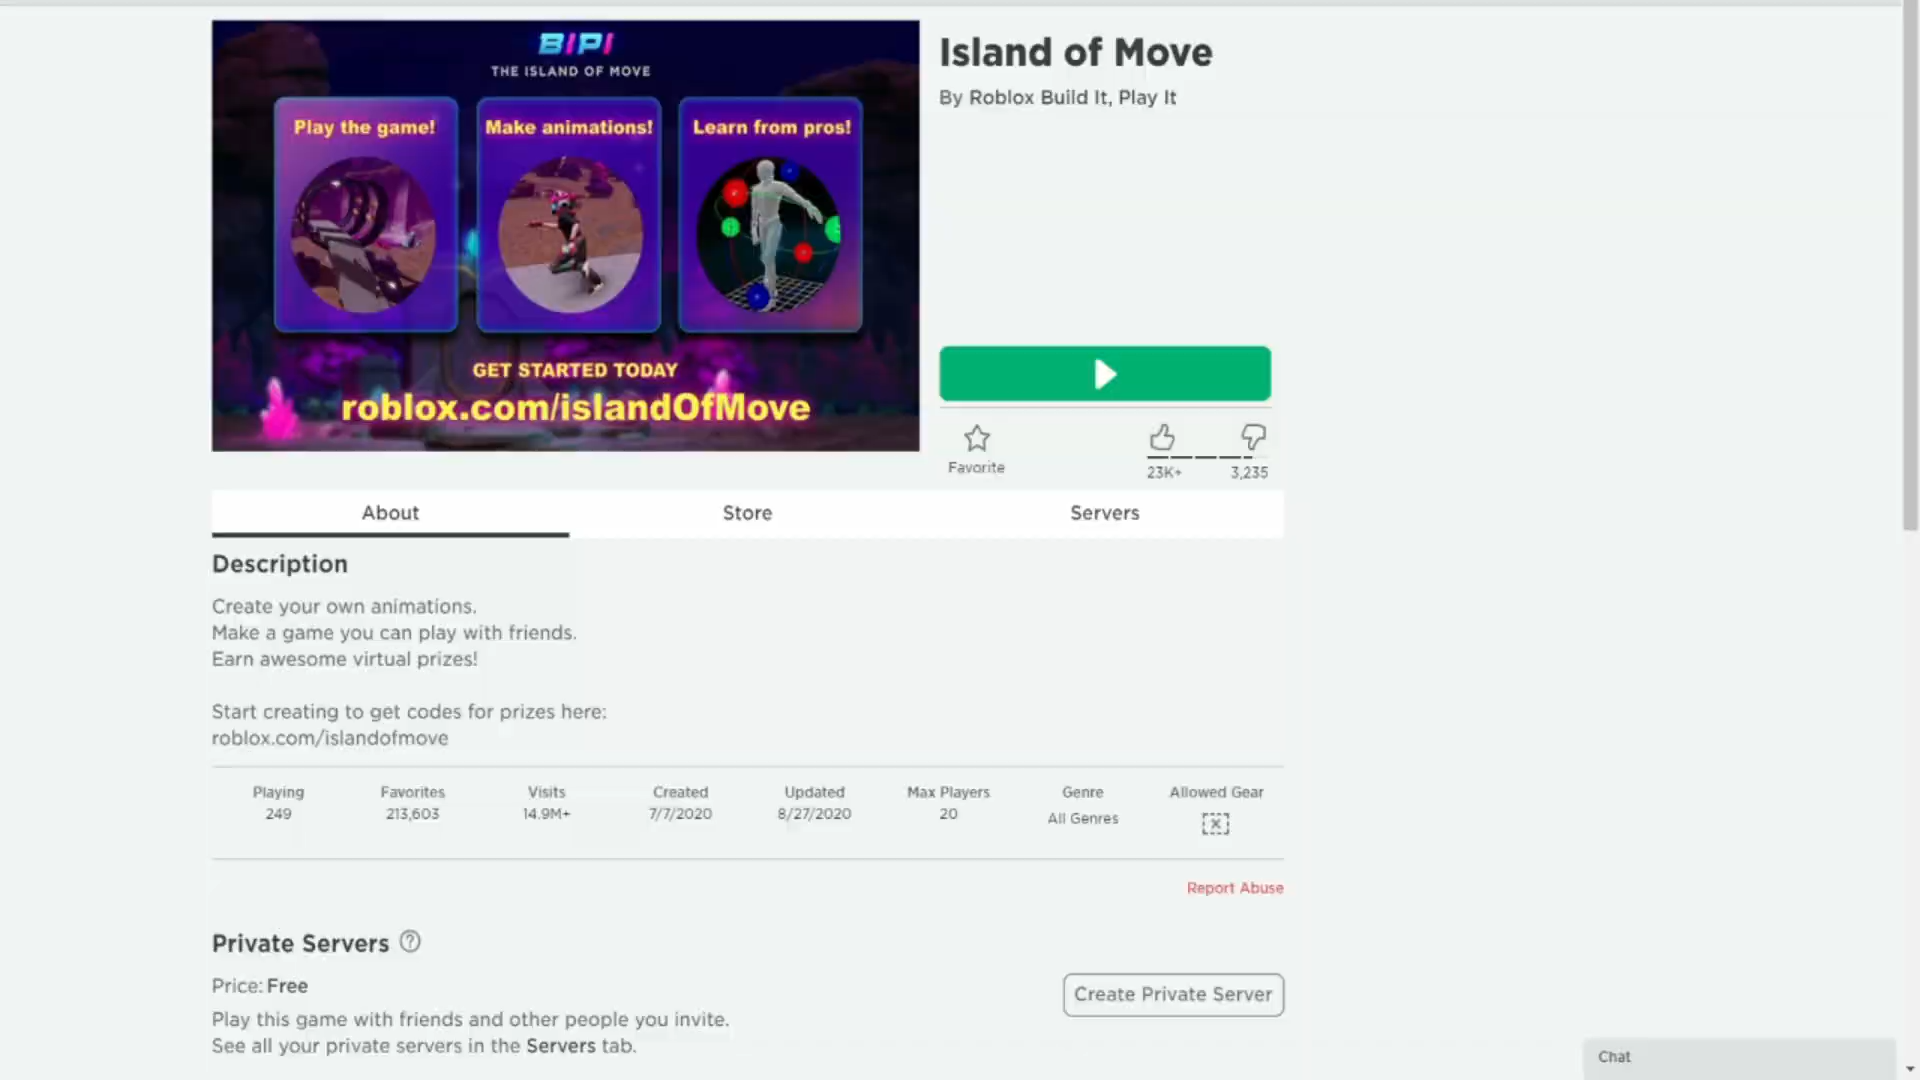 BIPI
THE ISLAND OF MOVE
Play the game!
Make animations!
Learn from pros!
GET STARTED TODAY
roblox.com/islandOfMove
Island of Move
By Roblox Build It, Play It
Favorite
23K+
3,235
About
Store
Servers
Description
Create your own animations.
Make a game you can play with friends.
Earn awesome virtual prizes!
Start creating to get codes for prizes here:
roblox.com/islandofmove
Playing
249
Favorites
213,603
Visits
14.9M+
Created
7/7/2020
Updated
8/27/2020
Max Players
20
Genre
All Genres
Allowed Gear
Report Abuse
Private Servers
Price: Free
Create Private Server
Play this game with friends and other people you invite.
See all your private servers in the Servers tab.
Chat